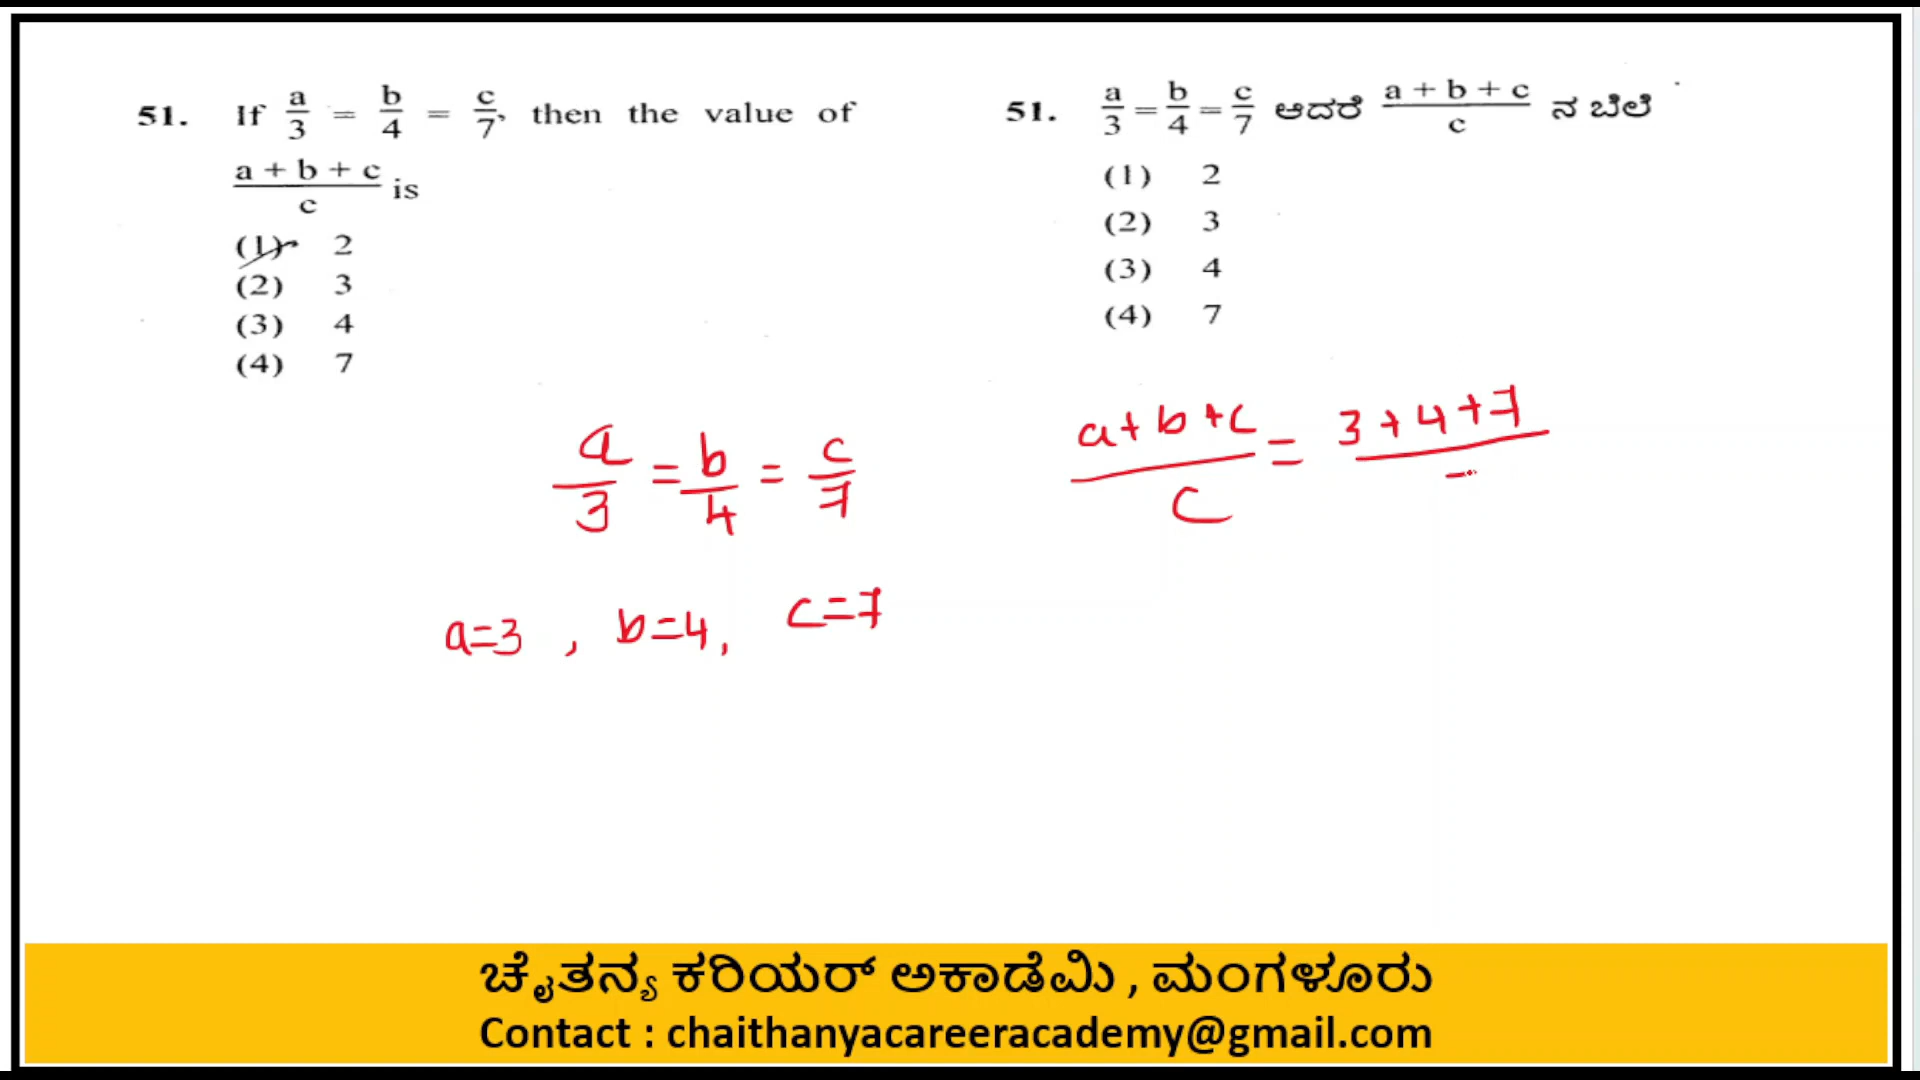 51. If a/3 = b/4 = c/7, then the value of
(a + b + c)/c is
(1) 2
(2) 3
(3) 4
(4) 7
51. a/3 = b/4 = c/7 ಆದರೆ (a + b + c)/c ನ ಬೆಲೆ
(1) 2
(2) 3
(3) 4
(4) 7
a/3 = b/4 = c/7
a=3, b=4, c=7
(a+b+c)/c = (3+4+7)/
ಚೈತನ್ಯ ಕರಿಯರ್ ಅಕಾಡೆಮಿ, ಮಂಗಳೂರು
Contact : chaithanyacareeracademy@gmail.com